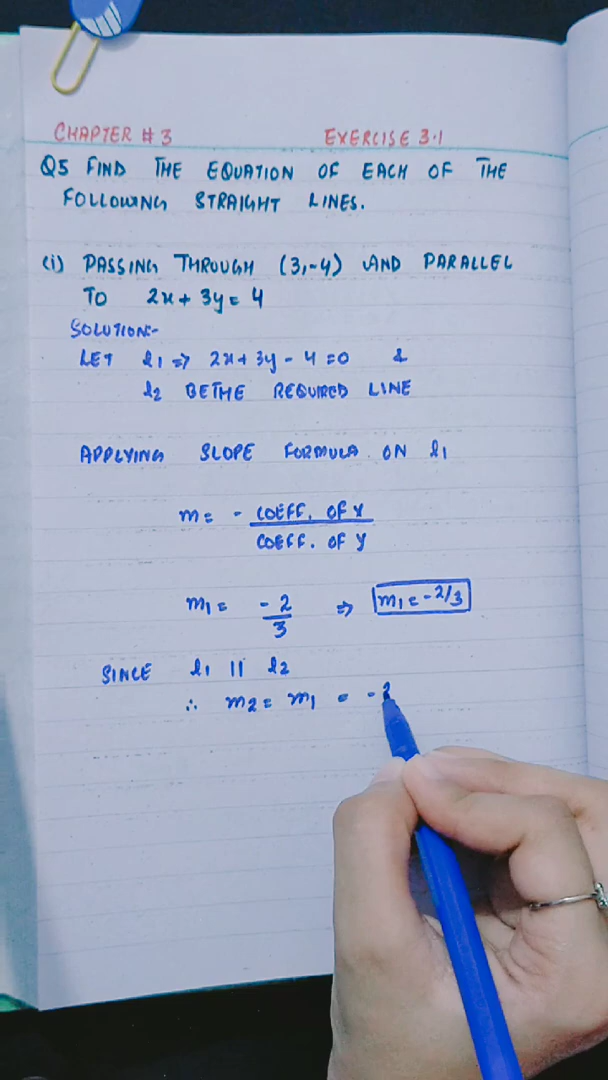 CHAPTER # 3 EXERCISE 3.1
Q5 FIND THE EQUATION OF EACH OF THE
FOLLOWING STRAIGHT LINES.
(i) PASSING THROUGH (3,-4) AND PARALLEL
TO 2x + 3y = 4
SOLUTION:-
LET l1 => 2x + 3y - 4 = 0 &
l2 BE THE REQUIRED LINE
APPLYING SLOPE FORMULA ON l1
m = - COEFF. OF x
COEFF. OF y
m1 = -2/3 => m1 = -2/3
SINCE l1 || l2
∴ m2 = m1 = -2